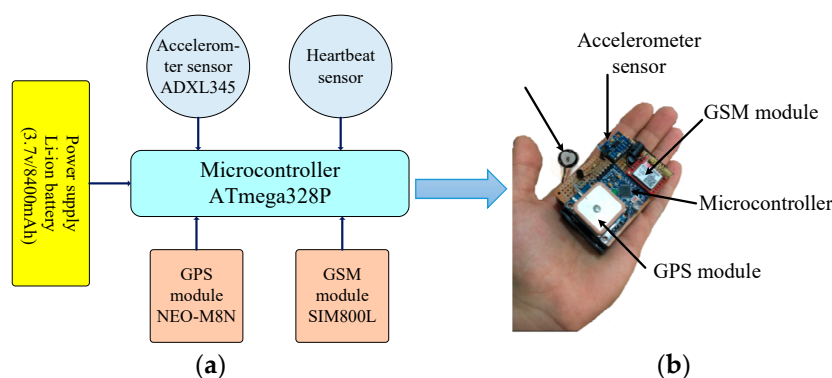 Accelerom-
ter sensor
ADXL345
Heartbeat
sensor
Power supply
Li-ion battery
(3.7v/8400mAh)
Microcontroller
ATmega328P
GPS
module
NEO-M8N
GSM
module
SIM800L
(a)
Accelerometer
sensor
GSM module
Microcontroller
GPS module
(b)